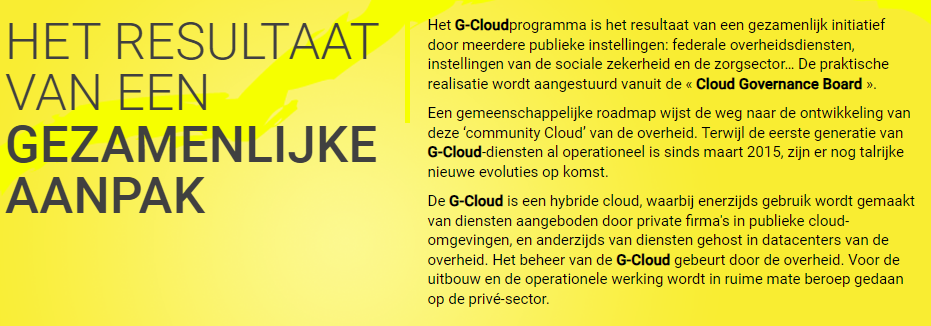 HET RESULTAAT
VAN EEN
GEZAMENLIJKE
AANPAK
Het G-Cloudprogramma is het resultaat van een gezamenlijk initiatief
door meerdere publieke instellingen: federale overheidsdiensten,
instellingen van de sociale zekerheid en de zorgsector... De praktische
realisatie wordt aangestuurd vanuit de « Cloud Governance Board ».
Een gemeenschappelijke roadmap wijst de weg naar de ontwikkeling van
deze ‘community Cloud’ van de overheid. Terwijl de eerste generatie van
G-Cloud-diensten al operationeel is sinds maart 2015, zijn er nog talrijke
nieuwe evoluties op komst.
De G-Cloud is een hybride cloud, waarbij enerzijds gebruik wordt gemaakt
van diensten aangeboden door private firma's in publieke cloud-
omgevingen, en anderzijds van diensten gehost in datacenters van de
overheid. Het beheer van de G-Cloud gebeurt door de overheid. Voor de
uitbouw en de operationele werking wordt in ruime mate beroep gedaan
op de privé-sector.